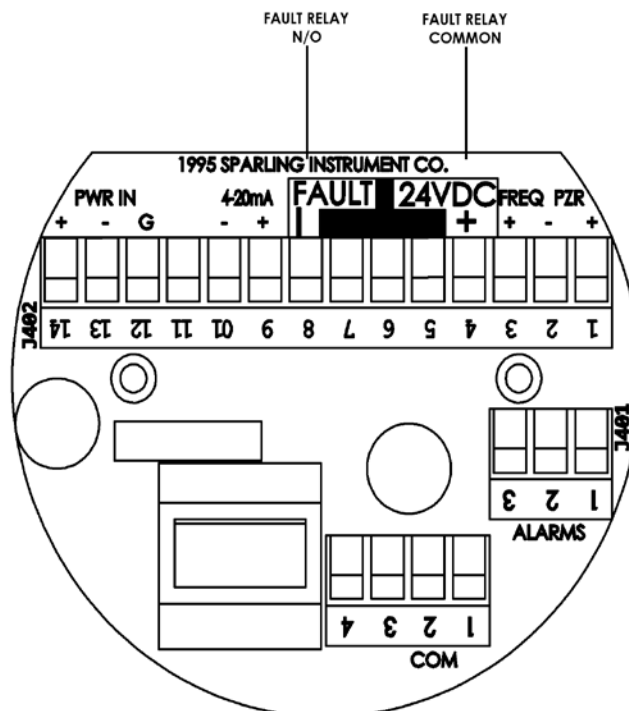 FAULT RELAY N/O
FAULT RELAY COMMON
1995 SPARLING INSTRUMENT CO.
PWR IN 4-20mA FAULT 24VDC FREQ PZR
+ - G - + - + + - +
J402
14 13 12 11 10 9 8 7 6 5 4 3 2 1
J401
3 2 1
ALARMS
4 3 2 1
COM